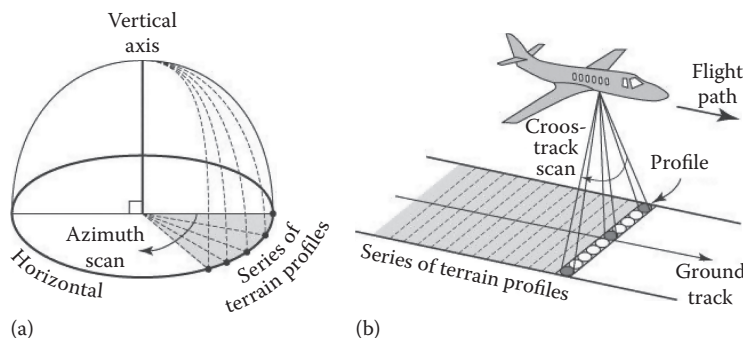 Vertical
axis
Azimuth
scan
Horizontal
Series of
terrain profiles
(a)
Flight
path
Croos-
track
scan
Profile
Series of terrain profiles
Ground
track
(b)